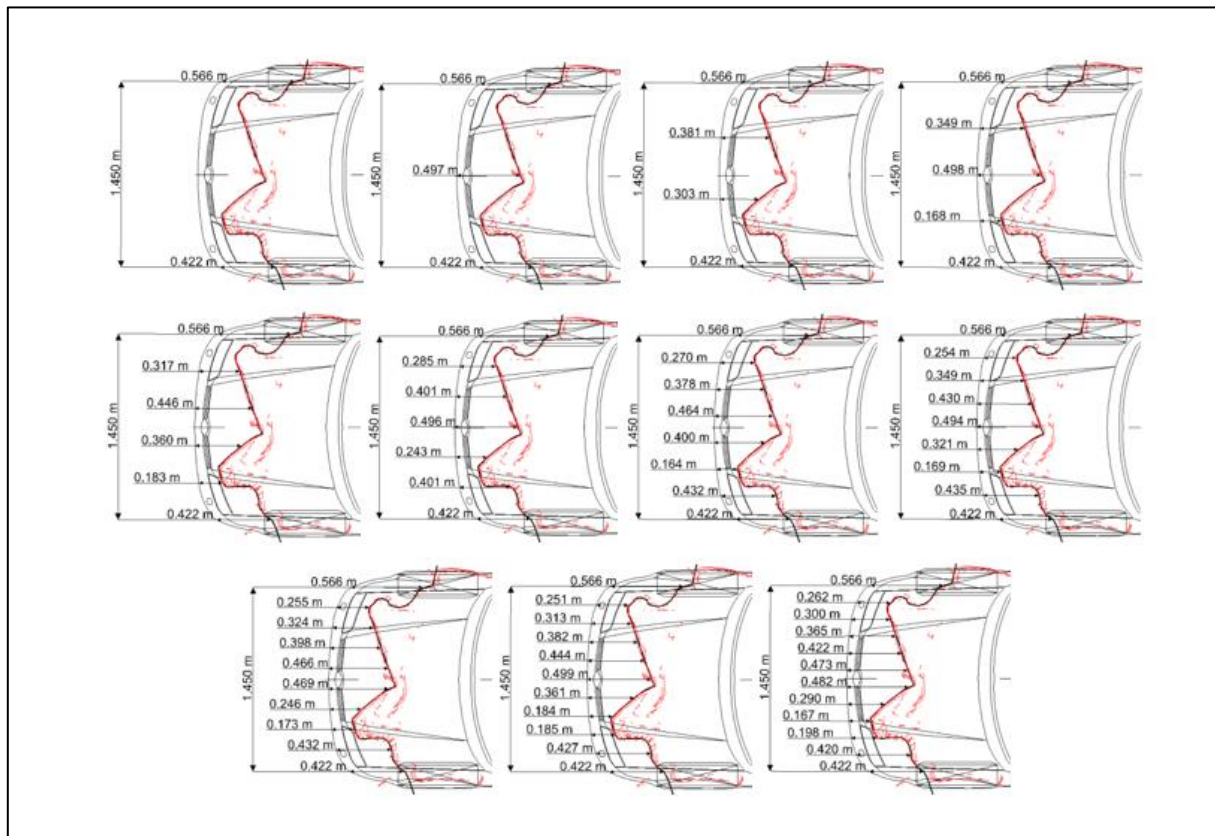 0.566 m
1.450 m
0.422 m
0.566 m
1.450 m
0.497 m
0.422 m
0.566 m
0.381 m
1.450 m
0.303 m
0.422 m
0.566 m
0.349 m
1.450 m
0.498 m
0.168 m
0.422 m
0.566 m
0.317 m
0.446 m
1.450 m
0.360 m
0.183 m
0.422 m
0.566 m
0.285 m
0.401 m
1.450 m
0.496 m
0.243 m
0.401 m
0.422 m
0.566 m
0.270 m
0.378 m
0.464 m
1.450 m
0.400 m
0.164 m
0.432 m
0.422 m
0.566 m
0.254 m
0.349 m
0.430 m
1.450 m
0.494 m
0.321 m
0.169 m
0.435 m
0.422 m
0.566 m
0.255 m
0.324 m
0.398 m
0.466 m
1.450 m
0.469 m
0.246 m
0.173 m
0.432 m
0.422 m
0.566 m
0.251 m
0.313 m
0.382 m
0.444 m
1.450 m
0.499 m
0.361 m
0.184 m
0.185 m
0.427 m
0.422 m
0.566 m
0.262 m
0.300 m
0.365 m
0.422 m
0.473 m
1.450 m
0.482 m
0.290 m
0.167 m
0.198 m
0.420 m
0.422 m